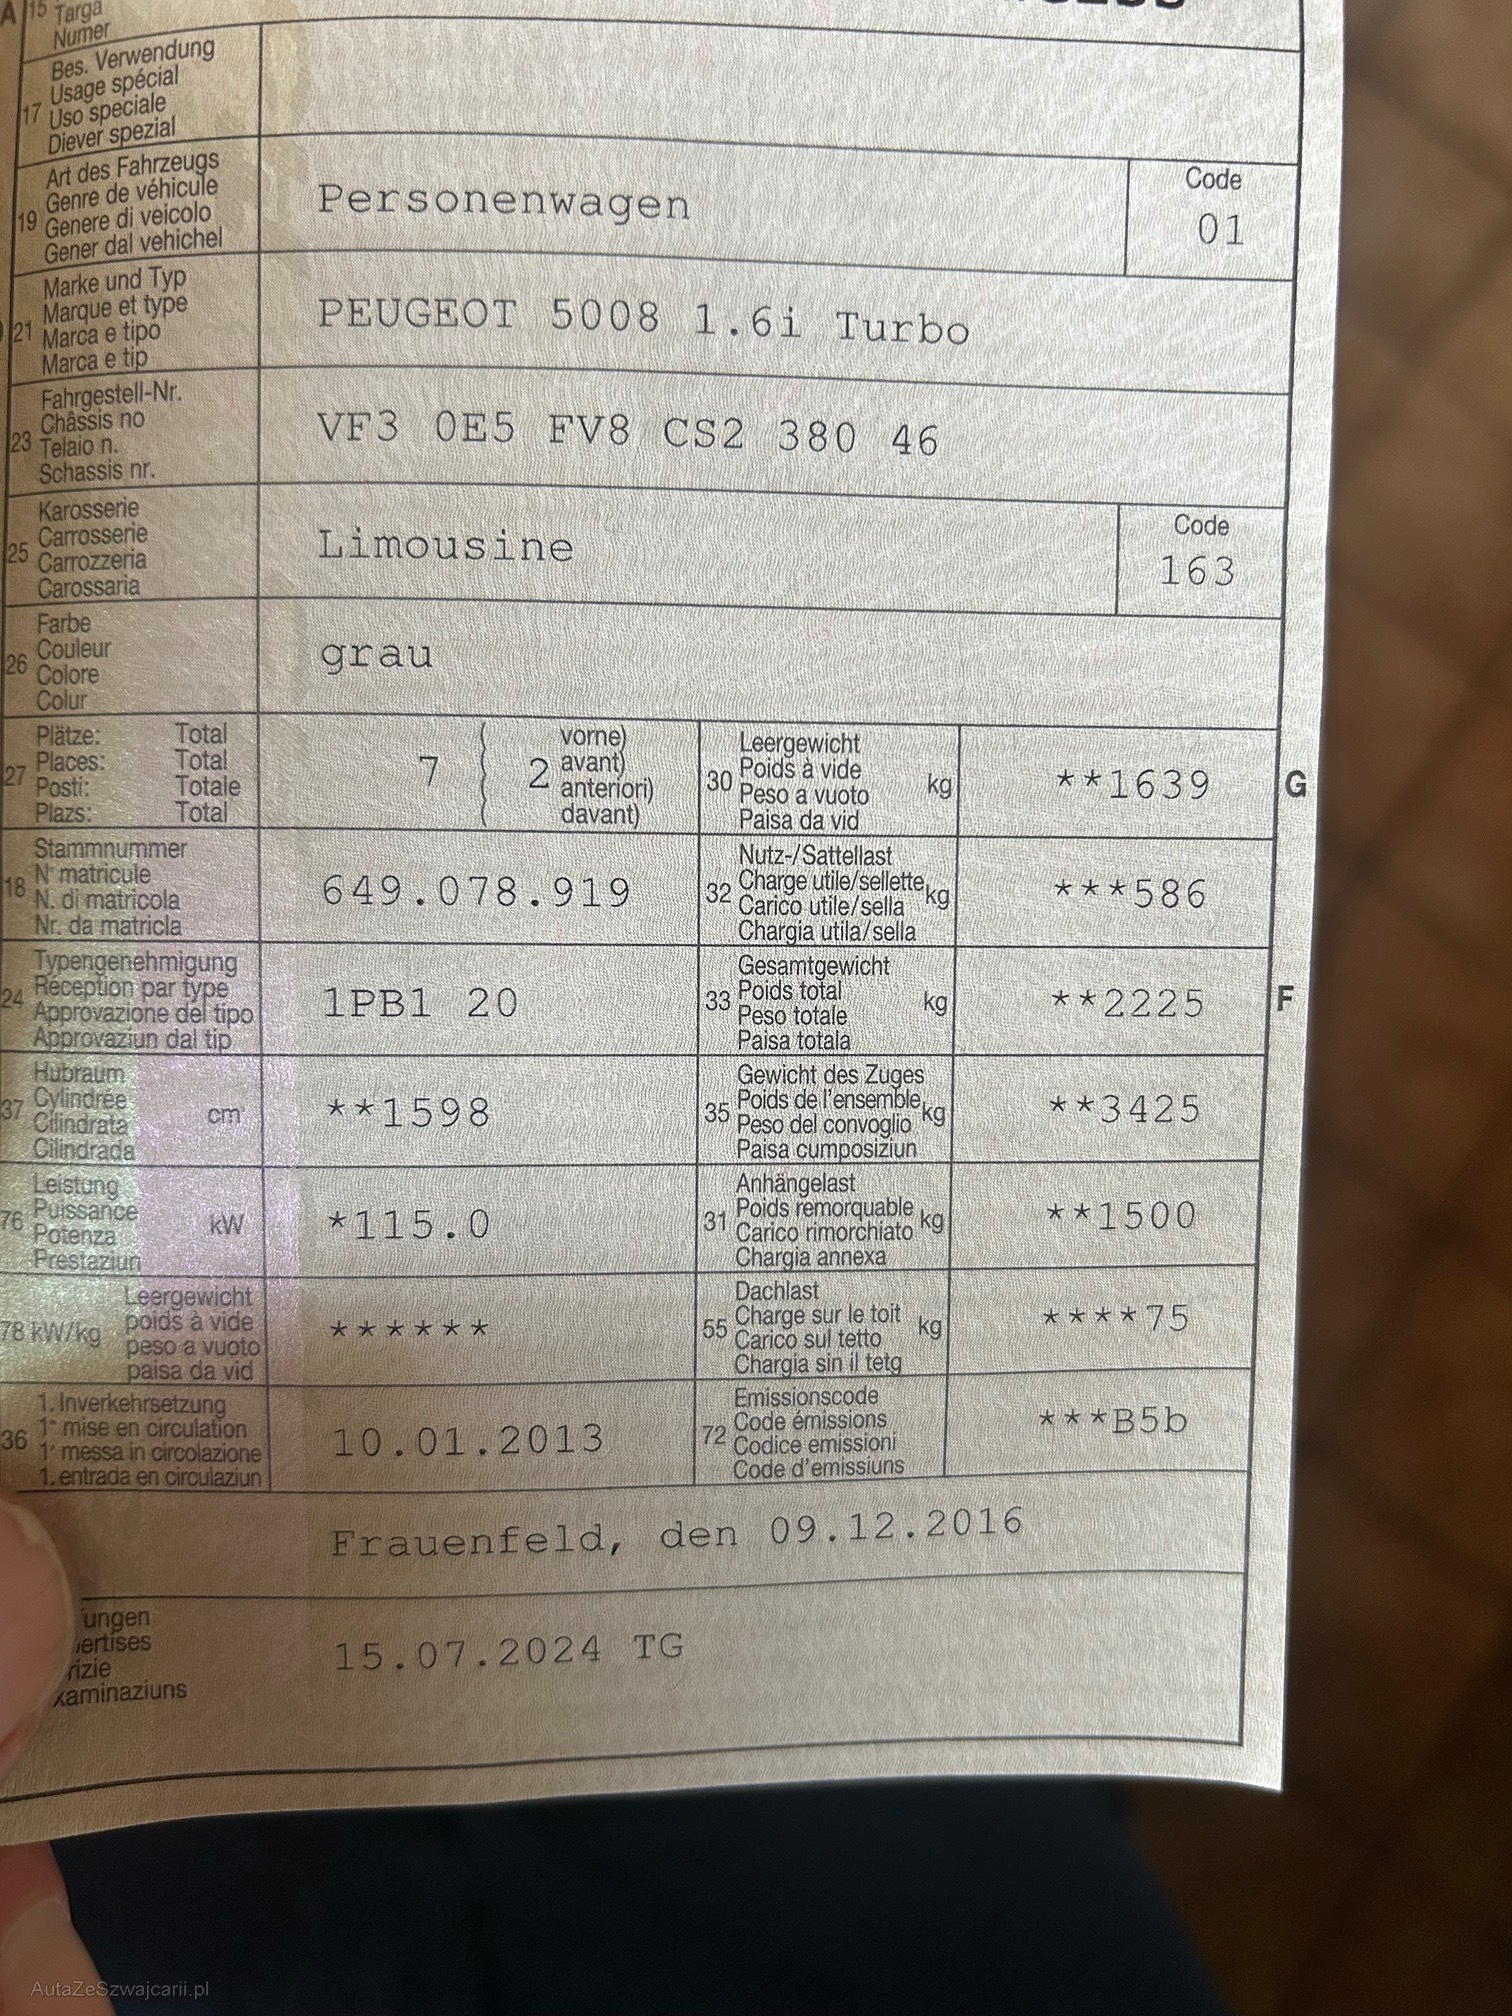 A 15 Targa
Numer
17 Bes. Verwendung
Usage spécial
Uso speciale
Diever spezial
19 Art des Fahrzeugs
Genre de véhicule
Genere di veicolo
Gener dal vehichel
Personenwagen
Code
01
21 Marke und Typ
Marque et type
Marca e tipo
Marca e tip
PEUGEOT 5008 1.6i Turbo
23 Fahrgestell-Nr.
Châssis no
Telaio n.
Schassis nr.
VF3 0E5 FV8 CS2 380 46
25 Karosserie
Carrosserie
Carrozzeria
Carossaria
Limousine
Code
163
26 Farbe
Couleur
Colore
Colur
grau
27 Plätze: Total
Places: Total
Posti: Totale
Plazs: Total
7 { 2 vorne)
avant)
anteriori)
davant)
30 Leergewicht
Poids à vide
Peso a vuoto
Paisa da vid
kg
**1639
G
18 Stammnummer
N° matricule
N. di matricola
Nr. da matricla
649.078.919
32 Nutz-/Sattellast
Charge utile/sellette
Carico utile/sella
Chargia utila/sella
kg
***586
24 Typengenehmigung
Réception par type
Approvazione del tipo
Approvaziun dal tip
1PB1 20
33 Gesamtgewicht
Poids total
Peso totale
Paisa totala
kg
**2225
F
37 Hubraum
Cylindrée
Cilindrata
Cilindrada
cm³
**1598
35 Gewicht des Zuges
Poids de l'ensemble
Peso del convoglio
Paisa cumposiziun
kg
**3425
76 Leistung
Puissance
Potenza
Prestaziun
kW
*115.0
31 Anhängelast
Poids remorquable
Carico rimorchiato
Chargia annexa
kg
**1500
78 kW/kg
Leergewicht
poids à vide
peso a vuoto
paisa da vid
******
55 Dachlast
Charge sur le toit
Carico sul tetto
Chargia sin il tetg
kg
****75
36 1. Inverkehrsetzung
1ʳᵉ mise en circulation
1ª messa in circolazione
1. entrada en circulaziun
10.01.2013
72 Emissionscode
Code émissions
Codice emissioni
Code d'emissiuns
***B5b
Frauenfeld, den 09.12.2016
ungen
ertises
rizie
xaminaziuns
15.07.2024 TG
AutaZeSzwajcarii.pl